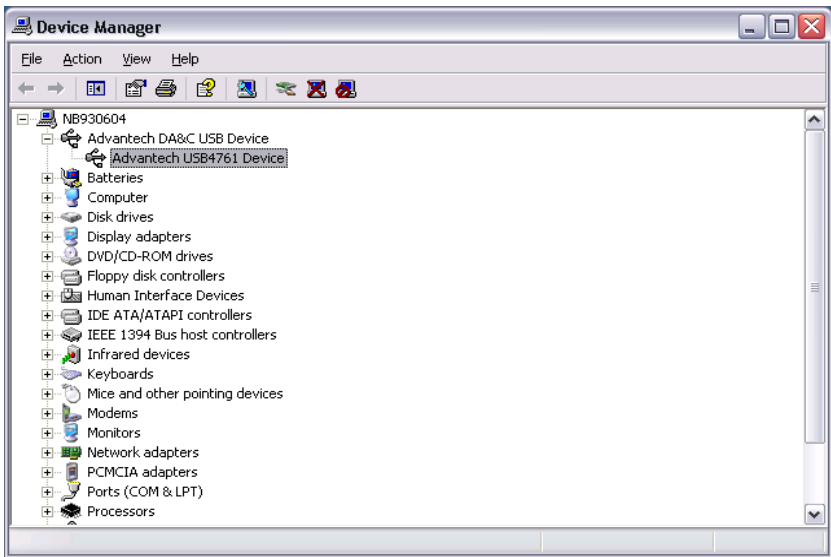 Device Manager
File Action View Help
NB930604
Advantech DA&C USB Device
Advantech USB4761 Device
Batteries
Computer
Disk drives
Display adapters
DVD/CD-ROM drives
Floppy disk controllers
Human Interface Devices
IDE ATA/ATAPI controllers
IEEE 1394 Bus host controllers
Infrared devices
Keyboards
Mice and other pointing devices
Modems
Monitors
Network adapters
PCMCIA adapters
Ports (COM & LPT)
Processors